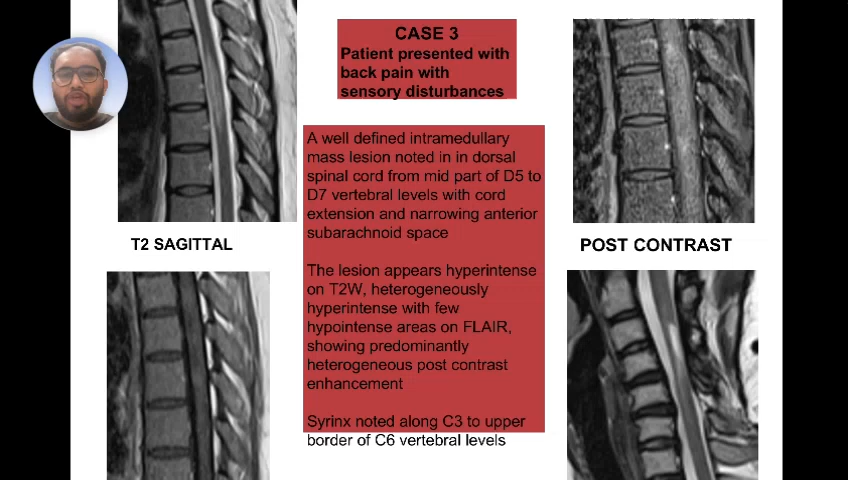 CASE 3
Patient presented with
back pain with
sensory disturbances
A well defined intramedullary
mass lesion noted in in dorsal
spinal cord from mid part of D5 to
D7 vertebral levels with cord
extension and narrowing anterior
subarachnoid space
T2 SAGITTAL
POST CONTRAST
The lesion appears hyperintense
on T2W, heterogeneously
hyperintense with few
hypointense areas on FLAIR,
showing predominantly
heterogeneous post contrast
enhancement
Syrinx noted along C3 to upper
border of C6 vertebral levels